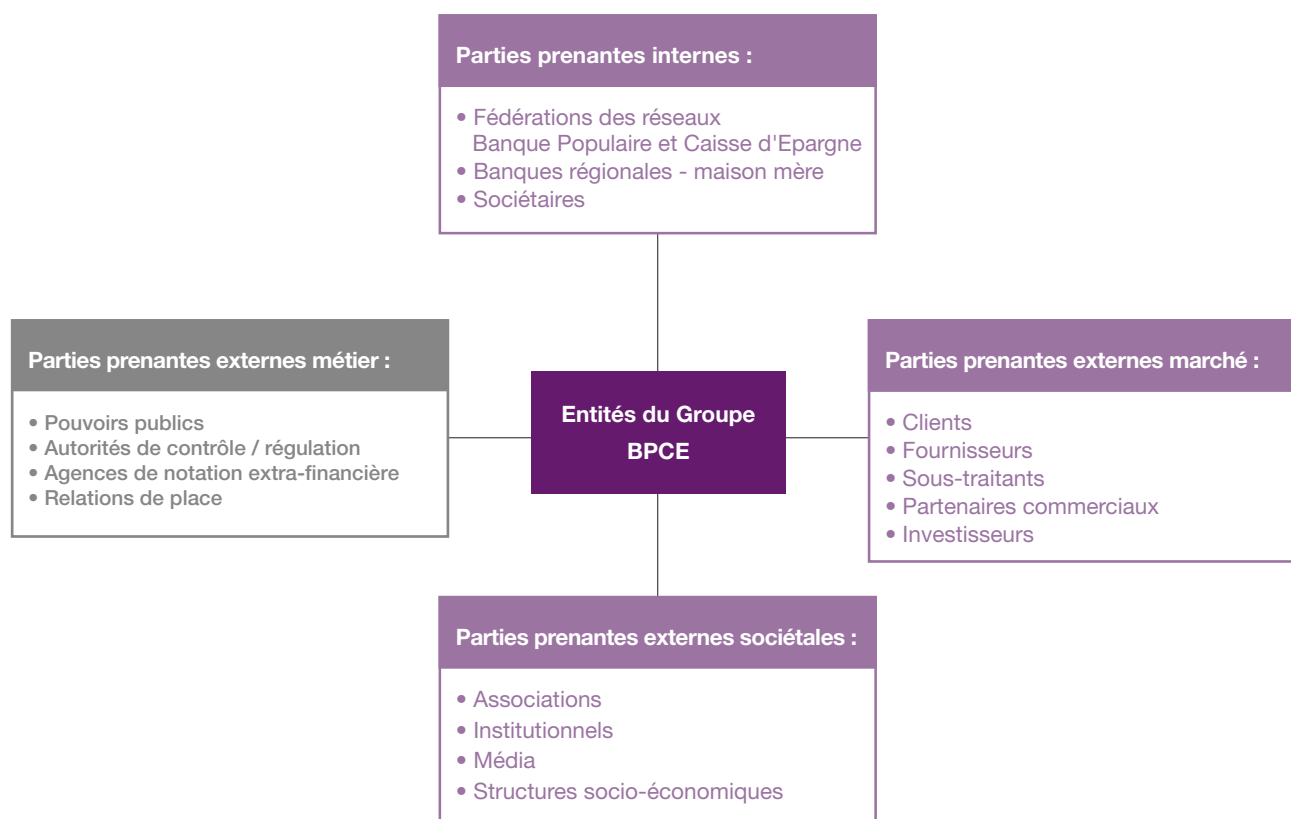 Parties prenantes internes :
• Fédérations des réseaux
Banque Populaire et Caisse d'Epargne
• Banques régionales - maison mère
• Sociétaires
Parties prenantes externes métier :
• Pouvoirs publics
• Autorités de contrôle / régulation
• Agences de notation extra-financière
• Relations de place
Entités du Groupe
BPCE
Parties prenantes externes marché :
• Clients
• Fournisseurs
• Sous-traitants
• Partenaires commerciaux
• Investisseurs
Parties prenantes externes sociétales :
• Associations
• Institutionnels
• Média
• Structures socio-économiques